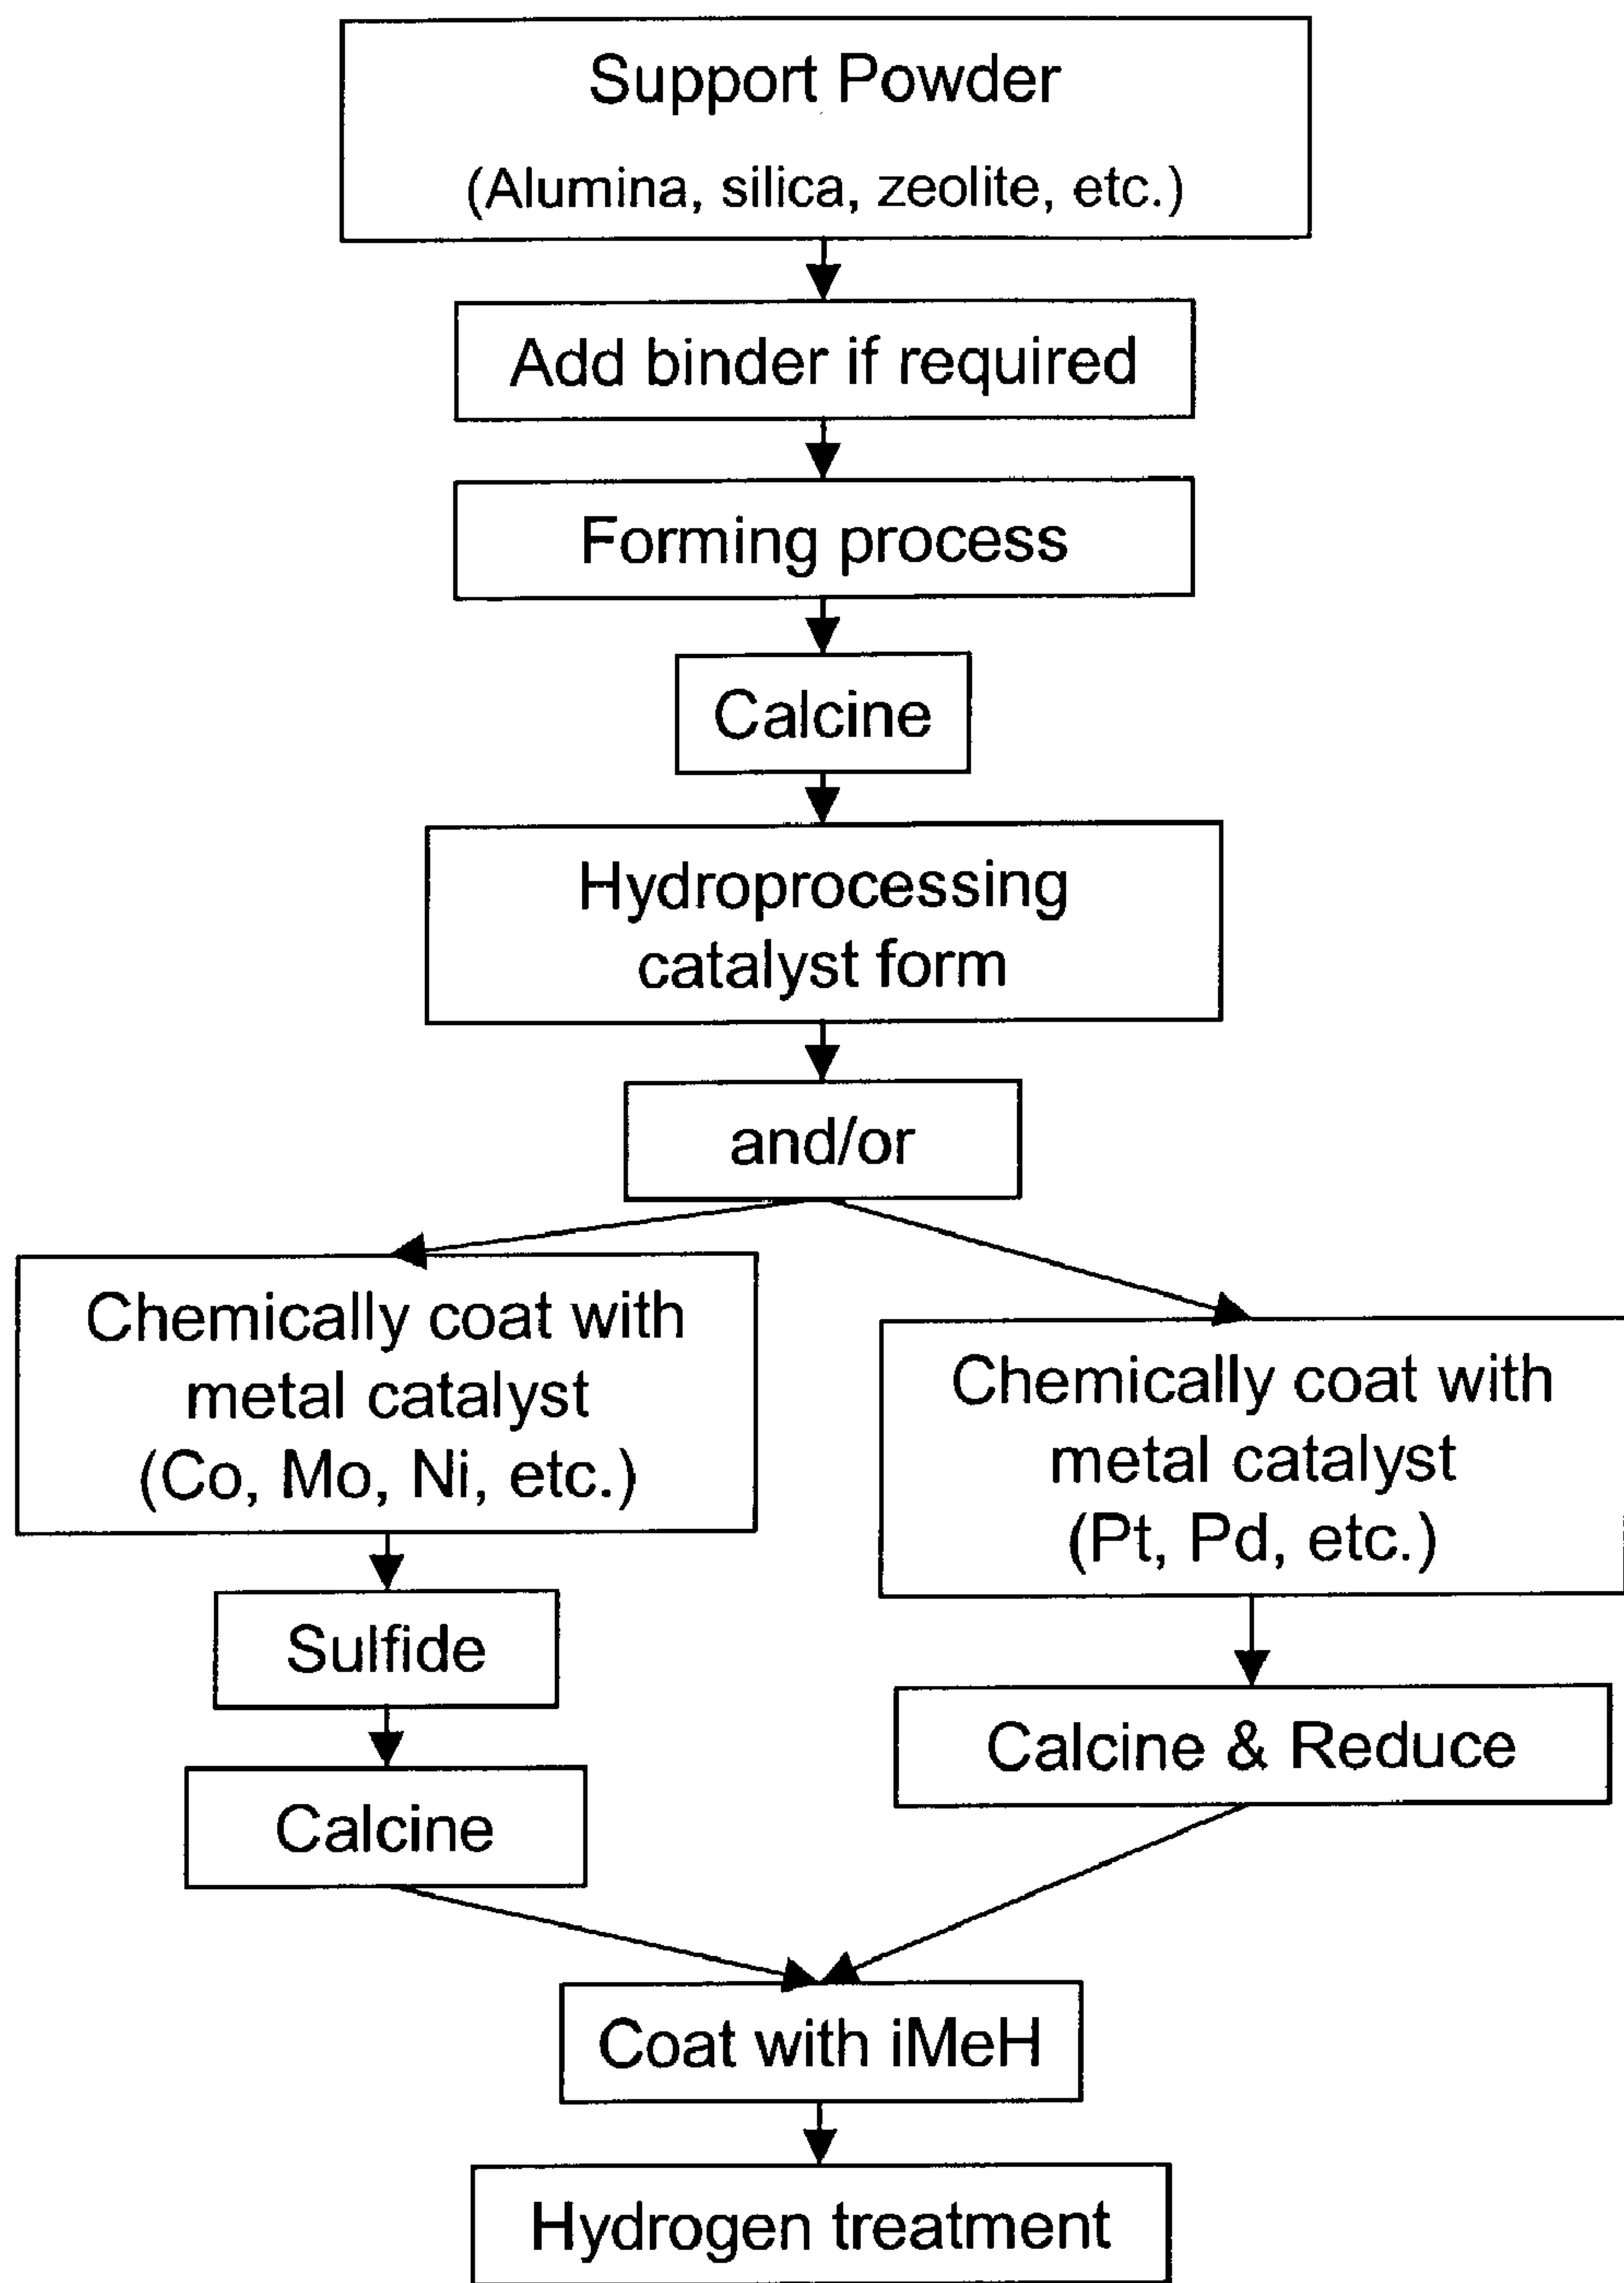 Support Powder
(Alumina, silica, zeolite, etc.)
Add binder if required
Forming process
Calcine
Hydroprocessing
catalyst form
and/or
Chemically coat with
metal catalyst
(Co, Mo, Ni, etc.)
Sulfide
Calcine
Chemically coat with
metal catalyst
(Pt, Pd, etc.)
Calcine & Reduce
Coat with iMeH
Hydrogen treatment